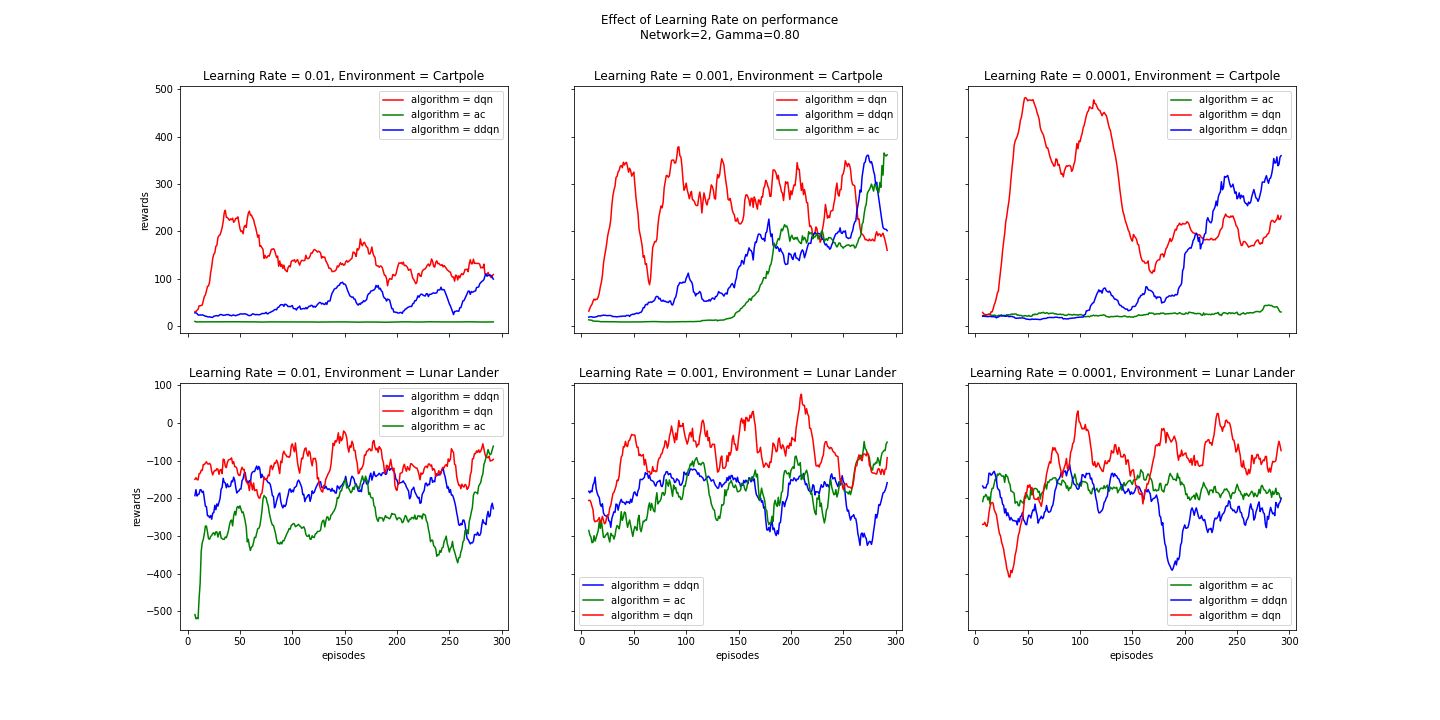 Effect of Learning Rate on performance
Network=2, Gamma=0.80
Learning Rate = 0.01, Environment = Cartpole
rewards
500
400
300
200
100
0
algorithm = dqn
algorithm = ac
algorithm = ddqn
Learning Rate = 0.001, Environment = Cartpole
algorithm = dqn
algorithm = ddqn
algorithm = ac
Learning Rate = 0.0001, Environment = Cartpole
algorithm = ac
algorithm = dqn
algorithm = ddqn
Learning Rate = 0.01, Environment = Lunar Lander
rewards
100
0
−100
−200
−300
−400
−500
algorithm = ddqn
algorithm = dqn
algorithm = ac
0 50 100 150 200 250 300
episodes
Learning Rate = 0.001, Environment = Lunar Lander
algorithm = ddqn
algorithm = ac
algorithm = dqn
0 50 100 150 200 250 300
episodes
Learning Rate = 0.0001, Environment = Lunar Lander
algorithm = ac
algorithm = ddqn
algorithm = dqn
0 50 100 150 200 250 300
episodes